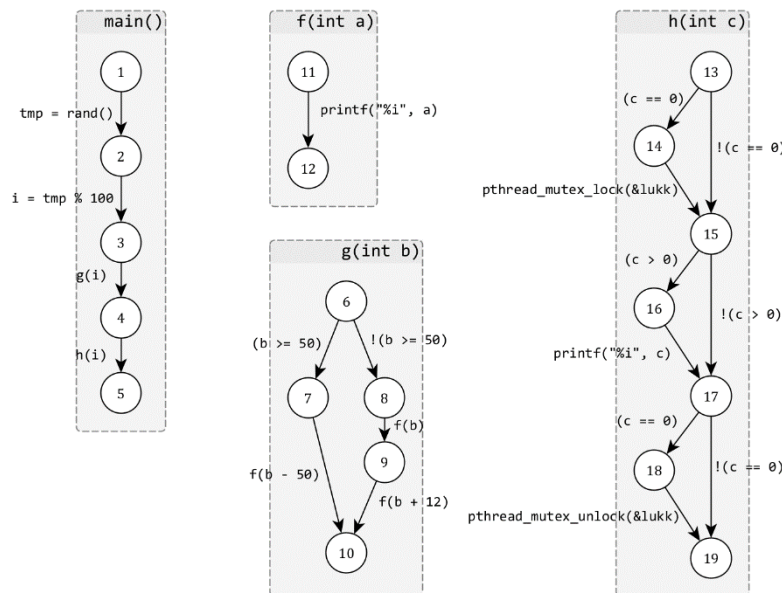 main()
1
tmp = rand()
2
i = tmp % 100
3
g(i)
4
h(i)
5
f(int a)
11
printf("%i", a)
12
g(int b)
6
(b >= 50)
!(b >= 50)
7
8
f(b)
9
f(b - 50)
f(b + 12)
10
h(int c)
13
(c == 0)
14
!(c == 0)
pthread_mutex_lock(&lukk)
15
(c > 0)
16
!(c > 0)
printf("%i", c)
17
(c == 0)
18
!(c == 0)
pthread_mutex_unlock(&lukk)
19